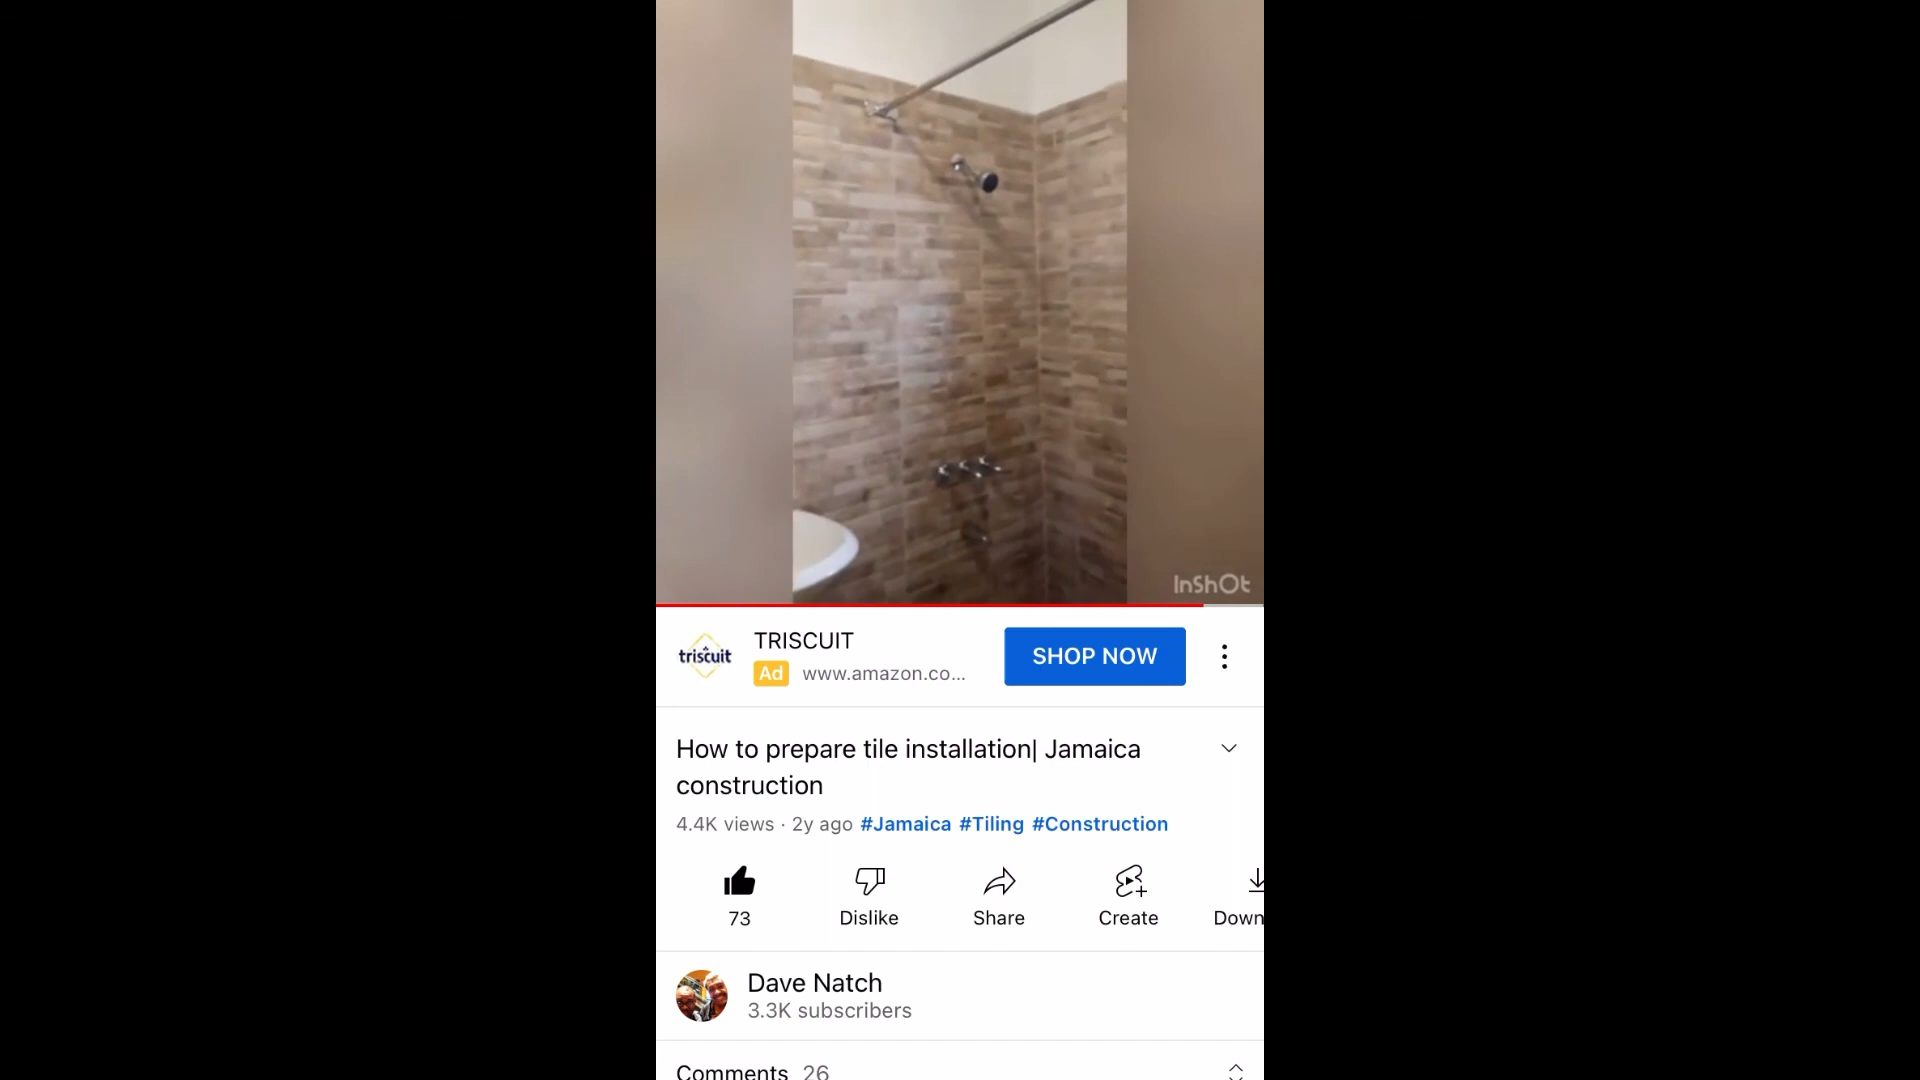 InShOt
triscuit
TRISCUIT
Ad www.amazon.co...
SHOP NOW
How to prepare tile installation| Jamaica
construction
4.4K views · 2y ago #Jamaica #Tiling #Construction
73
Dislike
Share
Create
Down
Dave Natch
3.3K subscribers
Comments 26